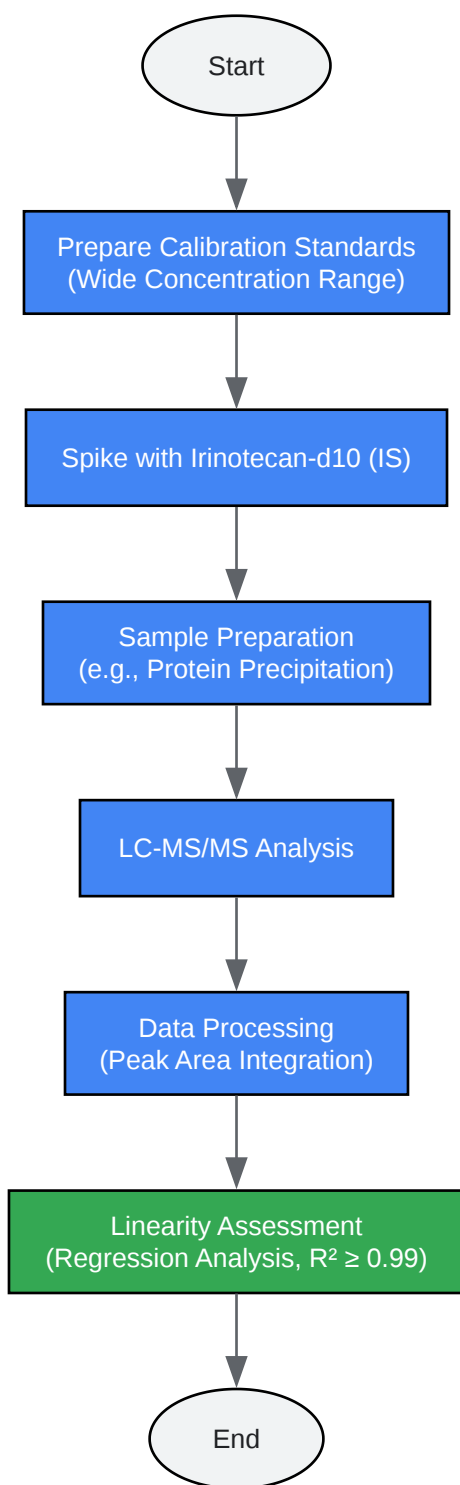 Start
Prepare Calibration Standards
(Wide Concentration Range)
Spike with Irinotecan-d10 (IS)
Sample Preparation
(e.g., Protein Precipitation)
LC-MS/MS Analysis
Data Processing
(Peak Area Integration)
Linearity Assessment
(Regression Analysis, R² ≥ 0.99)
End